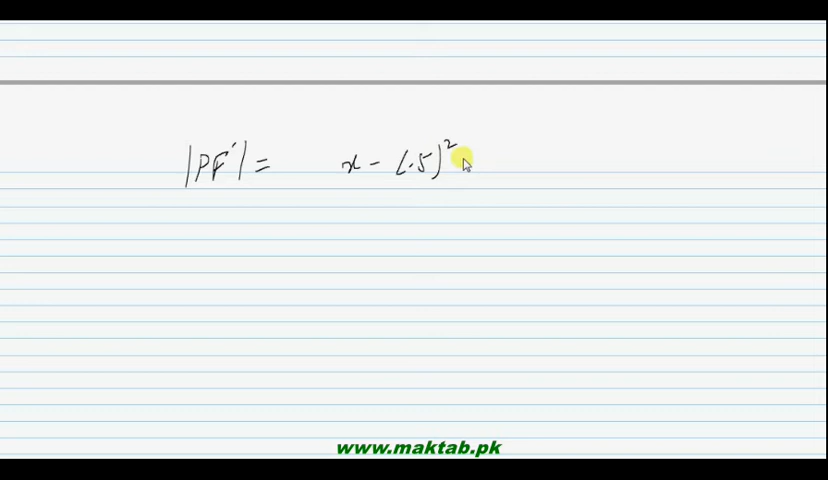 |PF'| = x - (-5)²
www.maktab.pk